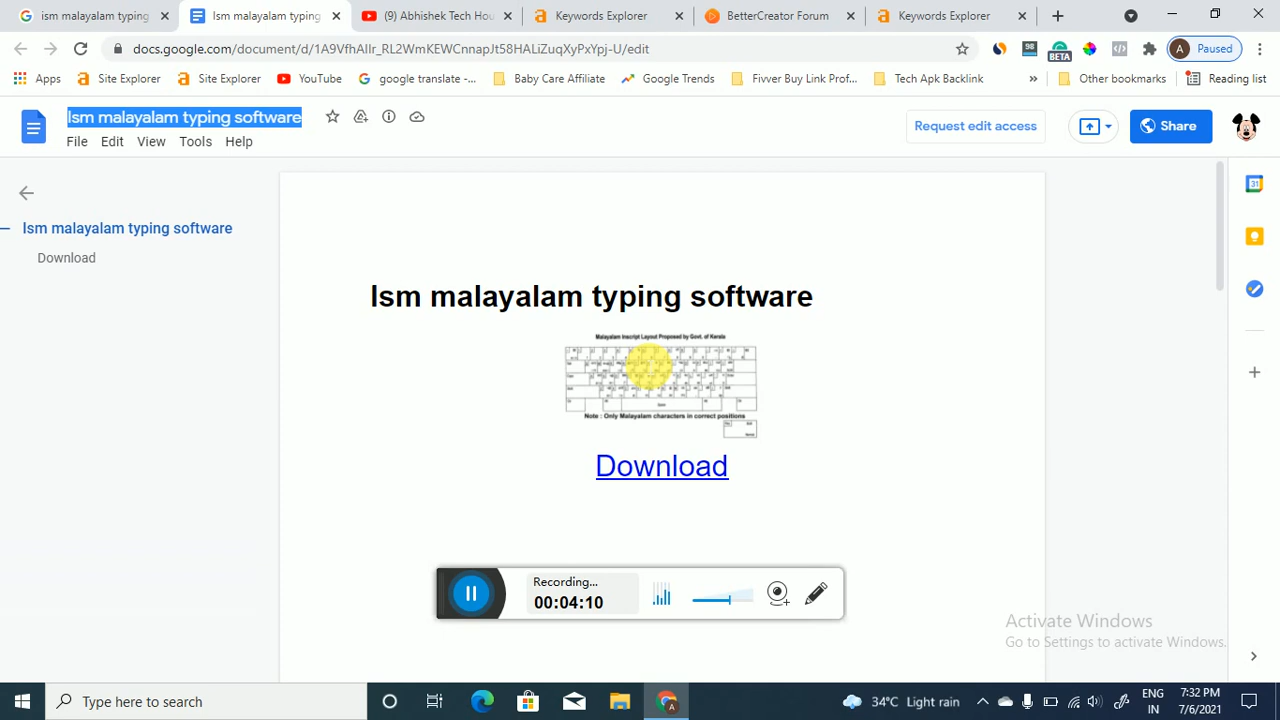 ism malayalam typing
Ism malayalam typing
(9) Abhishek Tech Hou
Keywords Explorer
BetterCreator Forum
Keywords Explorer
docs.google.com/document/d/1A9VfhAIlr_RL2WmKEWCnnapJt58HALiZuqXyPxYpj-U/edit
98
BETA
A Paused
Apps
Site Explorer
Site Explorer
YouTube
google translate -...
Baby Care Affiliate
Google Trends
Fivver Buy Link Prof...
Tech Apk Backlink
»
Other bookmarks
Reading list
Ism malayalam typing software
Request edit access
Share
File Edit View Tools Help
31
Ism malayalam typing software
Download
Ism malayalam typing software
Malayalam Inscript Layout Proposed by Govt. of Kerala
Note : Only Malayalam characters in correct positions
Download
Recording...
00:04:10
Activate Windows
Go to Settings to activate Windows.
Type here to search
A
34°C Light rain
ENG
IN
7:32 PM
7/6/2021